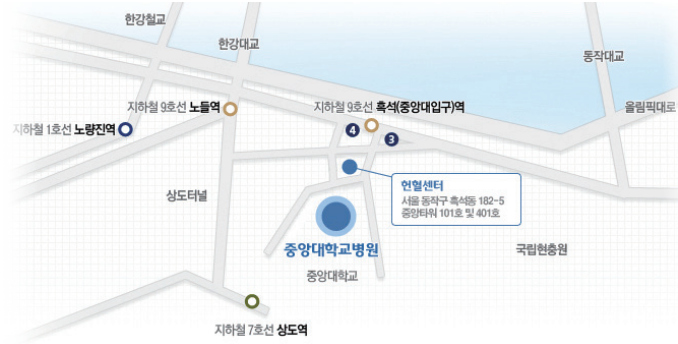 한강철교
한강대교
동작대교
지하철 9호선 노들역
지하철 9호선 흑석(중앙대입구)역
올림픽대로
지하철 1호선 노량진역
4
3
헌혈센터
서울 동작구 흑석동 182-5
중앙타워 101호 및 401호
상도터널
중앙대학교병원
국립현충원
중앙대학교
지하철 7호선 상도역